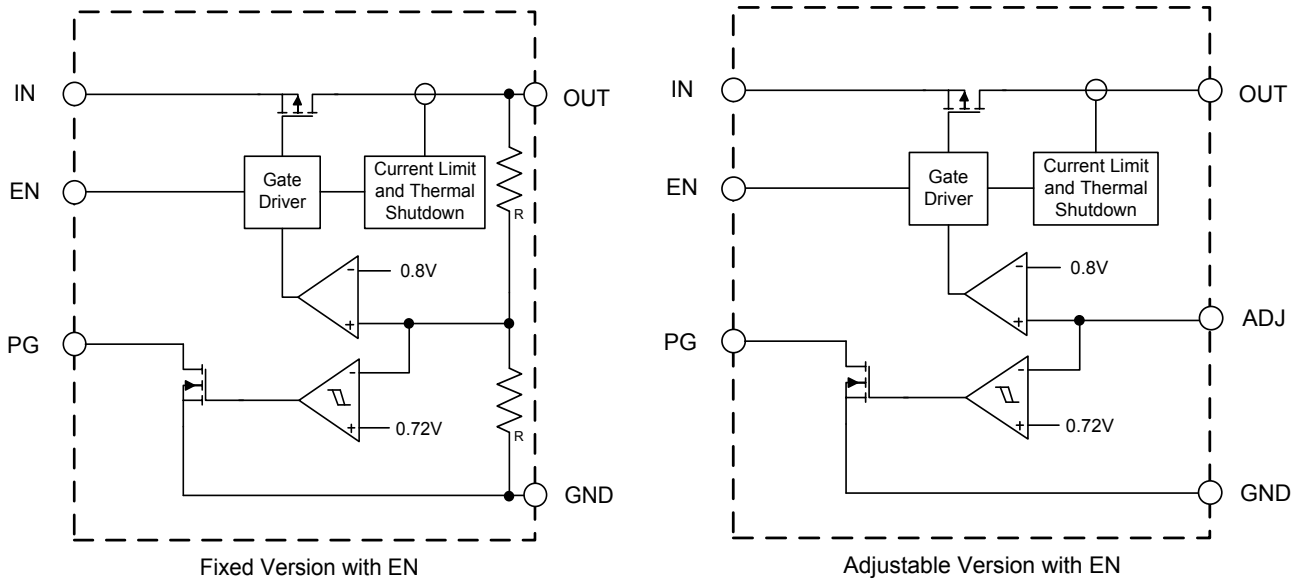 IN
OUT
EN
Gate
Driver
Current Limit
and Thermal
Shutdown
R
-
0.8V
+
PG
-
+
0.72V
R
GND
Fixed Version with EN
IN
OUT
EN
Gate
Driver
Current Limit
and Thermal
Shutdown
-
0.8V
+
ADJ
PG
-
+
0.72V
GND
Adjustable Version with EN